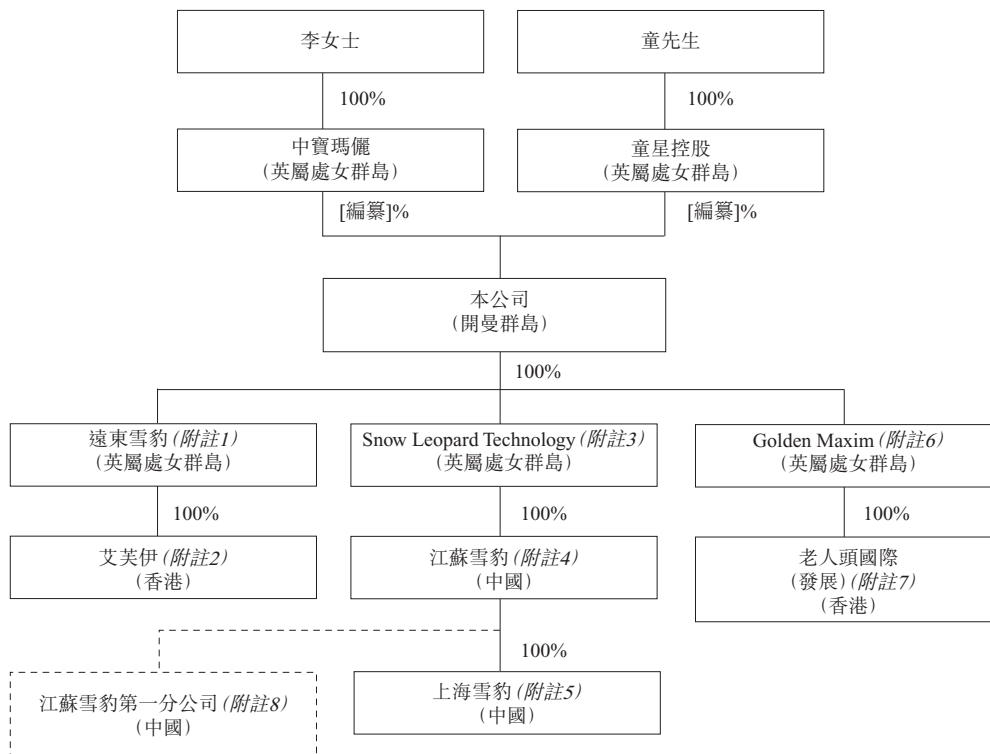 李女士
童先生
100%
100%
中寶瑪儷
(英屬處女群島)
童星控股
(英屬處女群島)
[編纂]%
[編纂]%
本公司
(開曼群島)
100%
遠東雪豹(附註1)
(英屬處女群島)
Snow Leopard Technology (附註3)
(英屬處女群島)
Golden Maxim (附註6)
(英屬處女群島)
100%
100%
100%
艾芙伊(附註2)
(香港)
江蘇雪豹(附註4)
(中國)
老人頭國際
(發展)(附註7)
(香港)
100%
江蘇雪豹第一分公司(附註8)
(中國)
上海雪豹(附註5)
(中國)